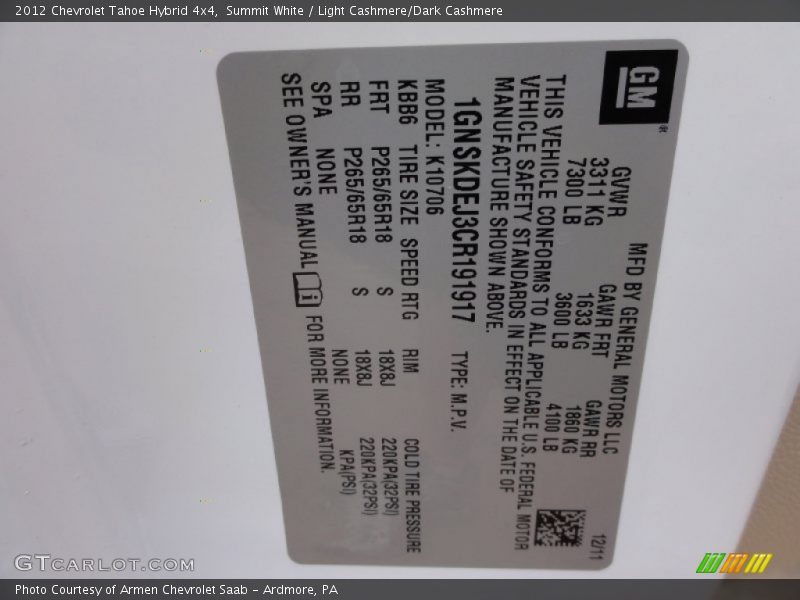 2012 Chevrolet Tahoe Hybrid 4x4, Summit White / Light Cashmere/Dark Cashmere
GM®
MFD BY GENERAL MOTORS LLC 12/11
GVWR GAWR FRT GAWR RR
3311 KG 1633 KG 1860 KG
7300 LB 3600 LB 4100 LB
THIS VEHICLE CONFORMS TO ALL APPLICABLE U.S. FEDERAL MOTOR
VEHICLE SAFETY STANDARDS IN EFFECT ON THE DATE OF
MANUFACTURE SHOWN ABOVE.
1GNSKDEJ3CR191917 TYPE: M.P.V.
MODEL: K10706
KBB6 TIRE SIZE SPEED RTG RIM COLD TIRE PRESSURE
FRT P265/65R18 S 18X8J 220KPA(32PSI)
RR P265/65R18 S 18X8J 220KPA(32PSI)
SPA NONE NONE KPA(PSI)
SEE OWNER'S MANUAL i FOR MORE INFORMATION.
GTCARLOT.COM
Photo Courtesy of Armen Chevrolet Saab - Ardmore, PA